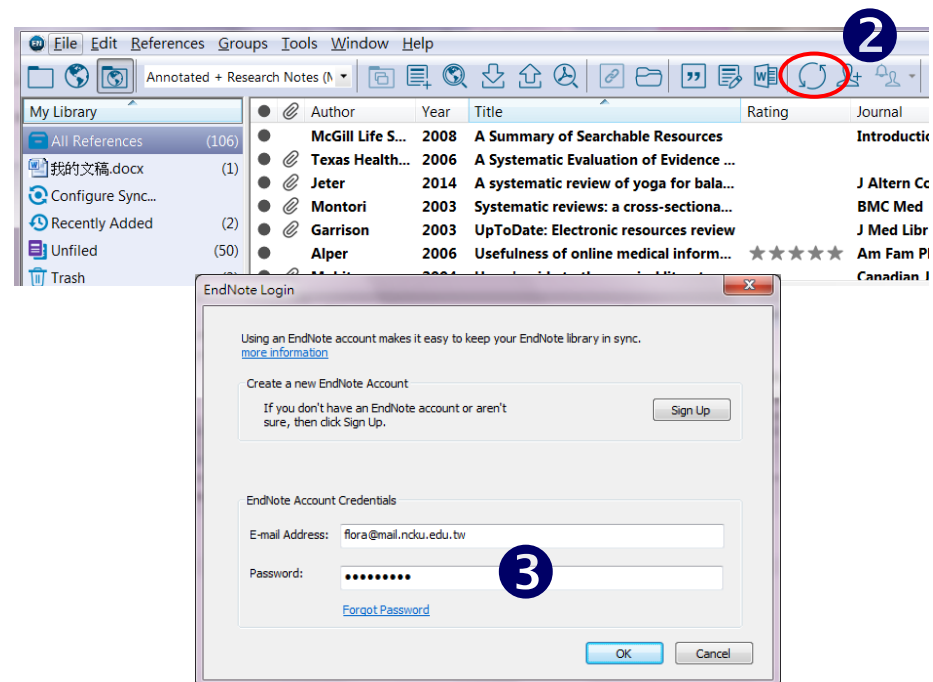 2
EN File Edit References Groups Tools Window Help
Annotated + Research Notes (N
My Library Author Year Title Rating Journal
All References (106) McGill Life S... 2008 A Summary of Searchable Resources Introductio
我的文稿.docx (1) Texas Health... 2006 A Systematic Evaluation of Evidence ...
Configure Sync... Jeter 2014 A systematic review of yoga for bala... J Altern Co
Recently Added (2) Montori 2003 Systematic reviews: a cross-sectiona... BMC Med
Garrison 2003 UpToDate: Electronic resources review J Med Libr
Unfiled (50) Alper 2006 Usefulness of online medical inform... ★★★★★ Am Fam P
Trash Canadian J
EndNote Login
Using an EndNote account makes it easy to keep your EndNote library in sync.
more information
Create a new EndNote Account
If you don't have an EndNote account or aren't
sure, then click Sign Up.
Sign Up
EndNote Account Credentials
E-mail Address: flora@mail.ncku.edu.tw
Password: •••••••••
3
Forgot Password
OK Cancel